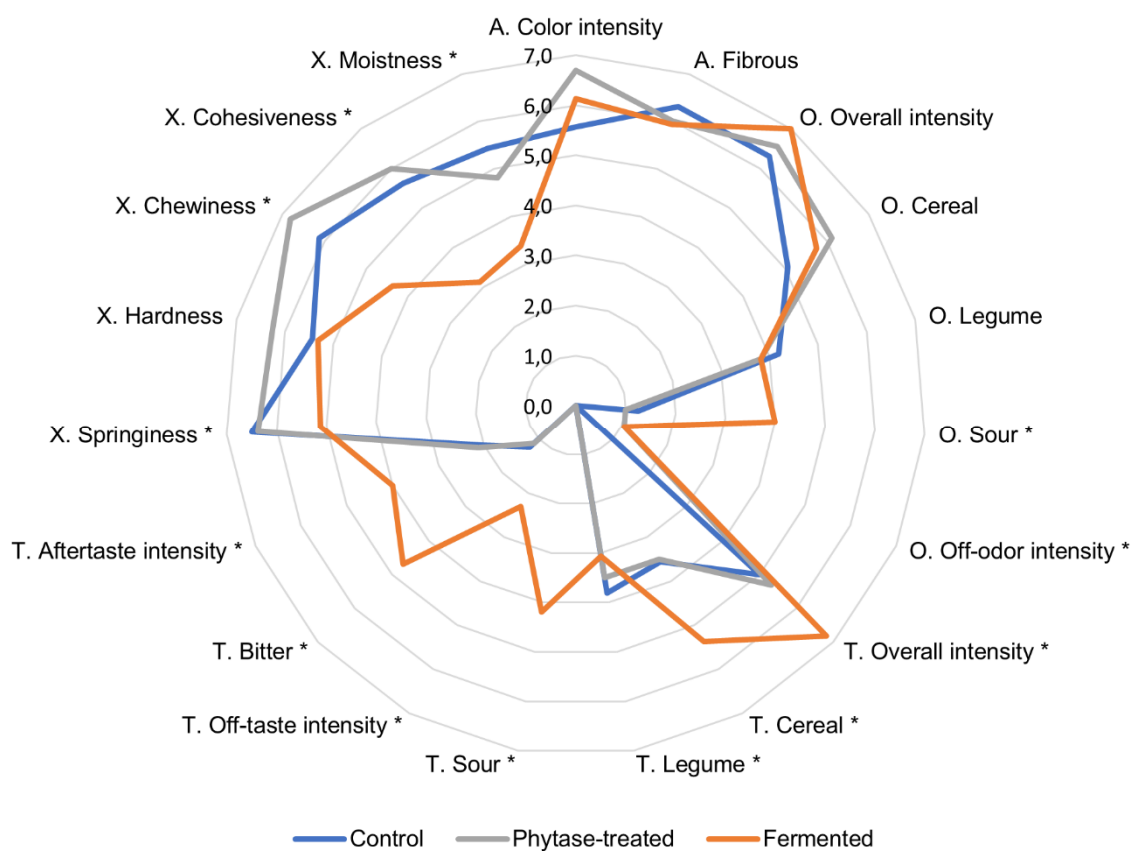 A. Color intensity
X. Moistness *
A. Fibrous
7,0
X. Cohesiveness *
6,0
O. Overall intensity
5,0
X. Chewiness *
4,0
O. Cereal
3,0
X. Hardness
2,0
O. Legume
1,0
0,0
X. Springiness *
O. Sour *
T. Aftertaste intensity *
O. Off-odor intensity *
T. Bitter *
T. Overall intensity *
T. Off-taste intensity *
T. Cereal *
T. Sour *
T. Legume *
Control
Phytase-treated
Fermented